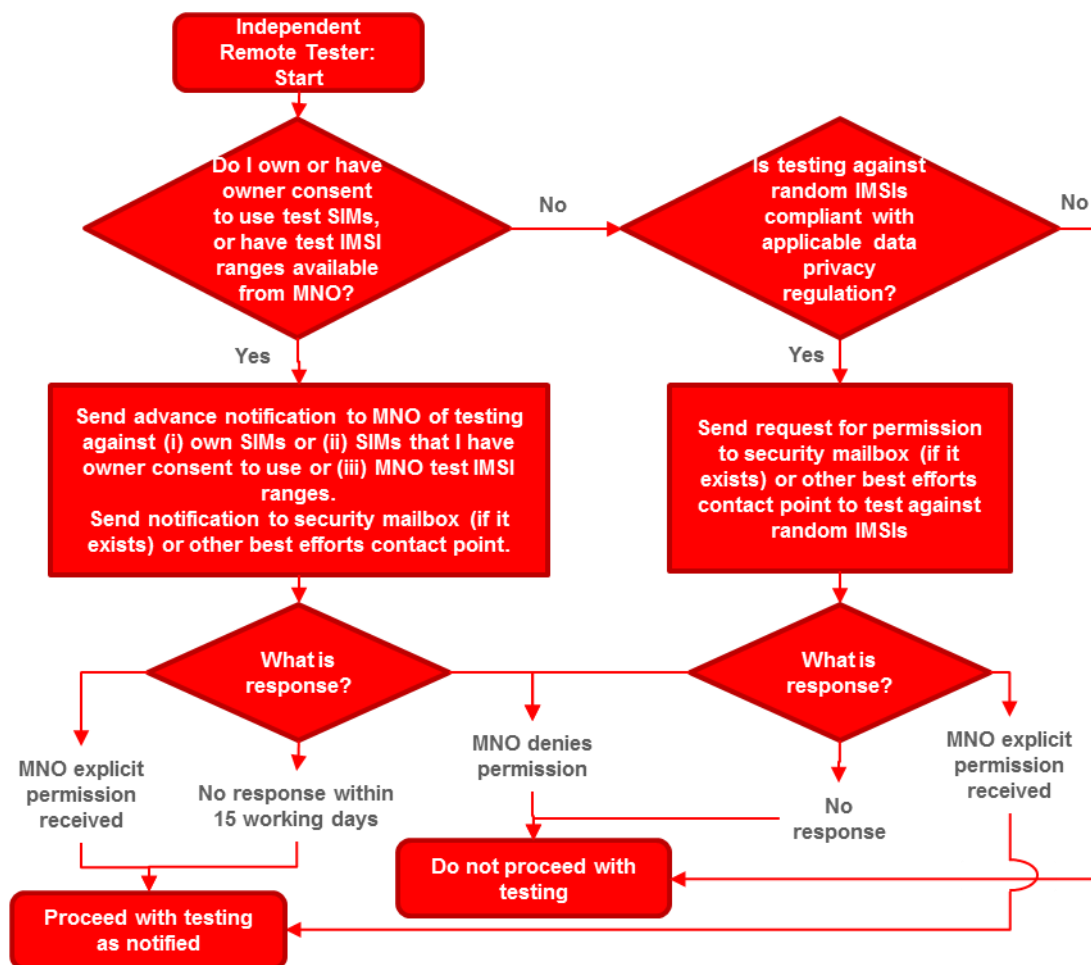 Independent
Remote Tester:
Start
Do I own or have
owner consent
to use test SIMs,
or have test IMSI
ranges available
from MNO?
No
Is testing against
random IMSIs
compliant with
applicable data
privacy
regulation?
No
Yes
Yes
Send advance notification to MNO of testing
against (i) own SIMs or (ii) SIMs that I have
owner consent to use or (iii) MNO test IMSI
ranges.
Send notification to security mailbox (if it
exists) or other best efforts contact point.
Send request for permission
to security mailbox (if it
exists) or other best efforts
contact point to test against
random IMSIs
What is
response?
What is
response?
MNO explicit
permission
received
No response within
15 working days
MNO denies
permission
No
response
MNO explicit
permission
received
Do not proceed with
testing
Proceed with testing
as notified